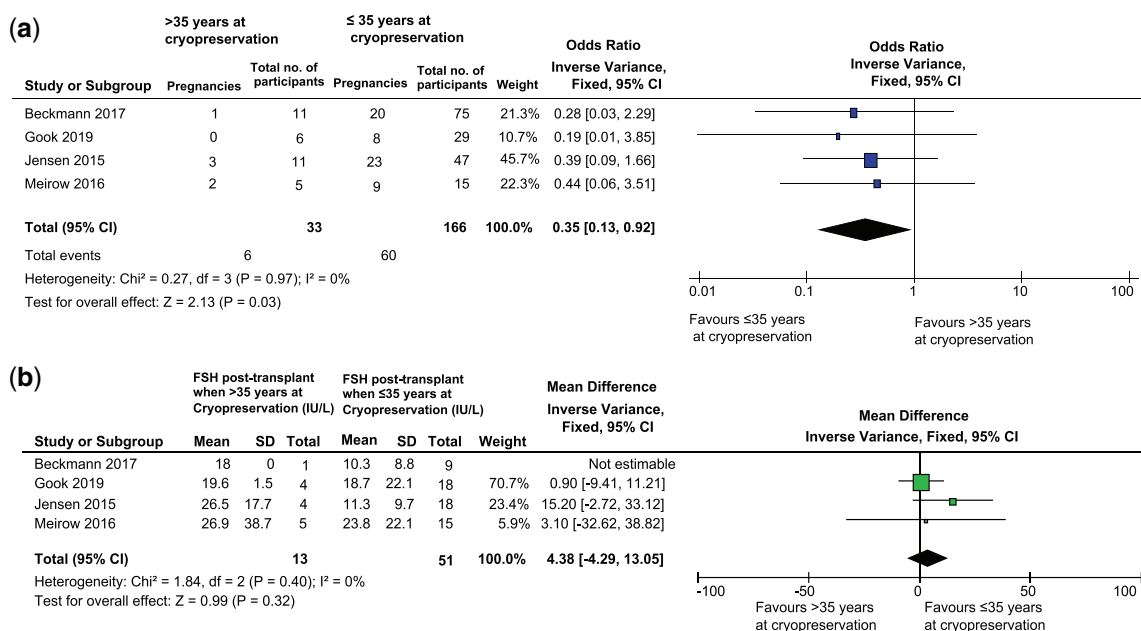 (a)
>35 years at cryopreservation
≤ 35 years at cryopreservation
Odds Ratio
Inverse Variance, Fixed, 95% CI
Odds Ratio
Inverse Variance, Fixed, 95% CI
Study or Subgroup Pregnancies Total no. of participants Pregnancies Total no. of participants Weight
Beckmann 2017 1 11 20 75 21.3% 0.28 [0.03, 2.29]
Gook 2019 0 6 8 29 10.7% 0.19 [0.01, 3.85]
Jensen 2015 3 11 23 47 45.7% 0.39 [0.09, 1.66]
Meirow 2016 2 5 9 15 22.3% 0.44 [0.06, 3.51]
Total (95% CI) 33 166 100.0% 0.35 [0.13, 0.92]
Total events 6 60
Heterogeneity: Chi² = 0.27, df = 3 (P = 0.97); I² = 0%
Test for overall effect: Z = 2.13 (P = 0.03)
0.01 0.1 1 10 100
Favours ≤35 years at cryopreservation
Favours >35 years at cryopreservation
(b)
FSH post-transplant when >35 years at Cryopreservation (IU/L)
FSH post-transplant when ≤35 years at Cryopreservation (IU/L)
Mean Difference
Inverse Variance, Fixed, 95% CI
Mean Difference
Inverse Variance, Fixed, 95% CI
Study or Subgroup Mean SD Total Mean SD Total Weight
Beckmann 2017 18 0 1 10.3 8.8 9 Not estimable
Gook 2019 19.6 1.5 4 18.7 22.1 18 70.7% 0.90 [-9.41, 11.21]
Jensen 2015 26.5 17.7 4 11.3 9.7 18 23.4% 15.20 [-2.72, 33.12]
Meirow 2016 26.9 38.7 5 23.8 22.1 15 5.9% 3.10 [-32.62, 38.82]
Total (95% CI) 13 51 100.0% 4.38 [-4.29, 13.05]
Heterogeneity: Chi² = 1.84, df = 2 (P = 0.40); I² = 0%
Test for overall effect: Z = 0.99 (P = 0.32)
-100 -50 0 50 100
Favours >35 years at cryopreservation
Favours ≤35 years at cryopreservation